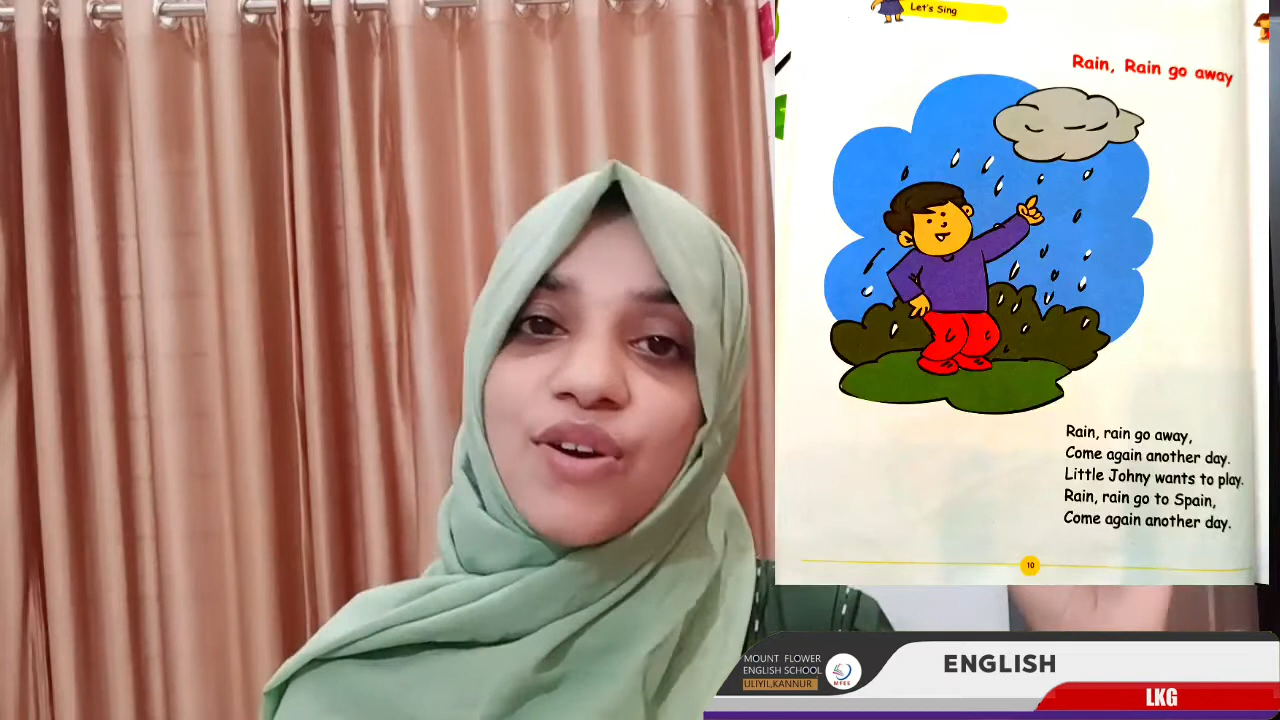 Let's Sing
Rain, Rain go away
Rain, rain go away,
Come again another day.
Little Johny wants to play.
Rain, rain go to Spain,
Come again another day.
10
MOUNT FLOWER
ENGLISH SCHOOL
ULIYIL,KANNUR
MFES
ENGLISH
LKG